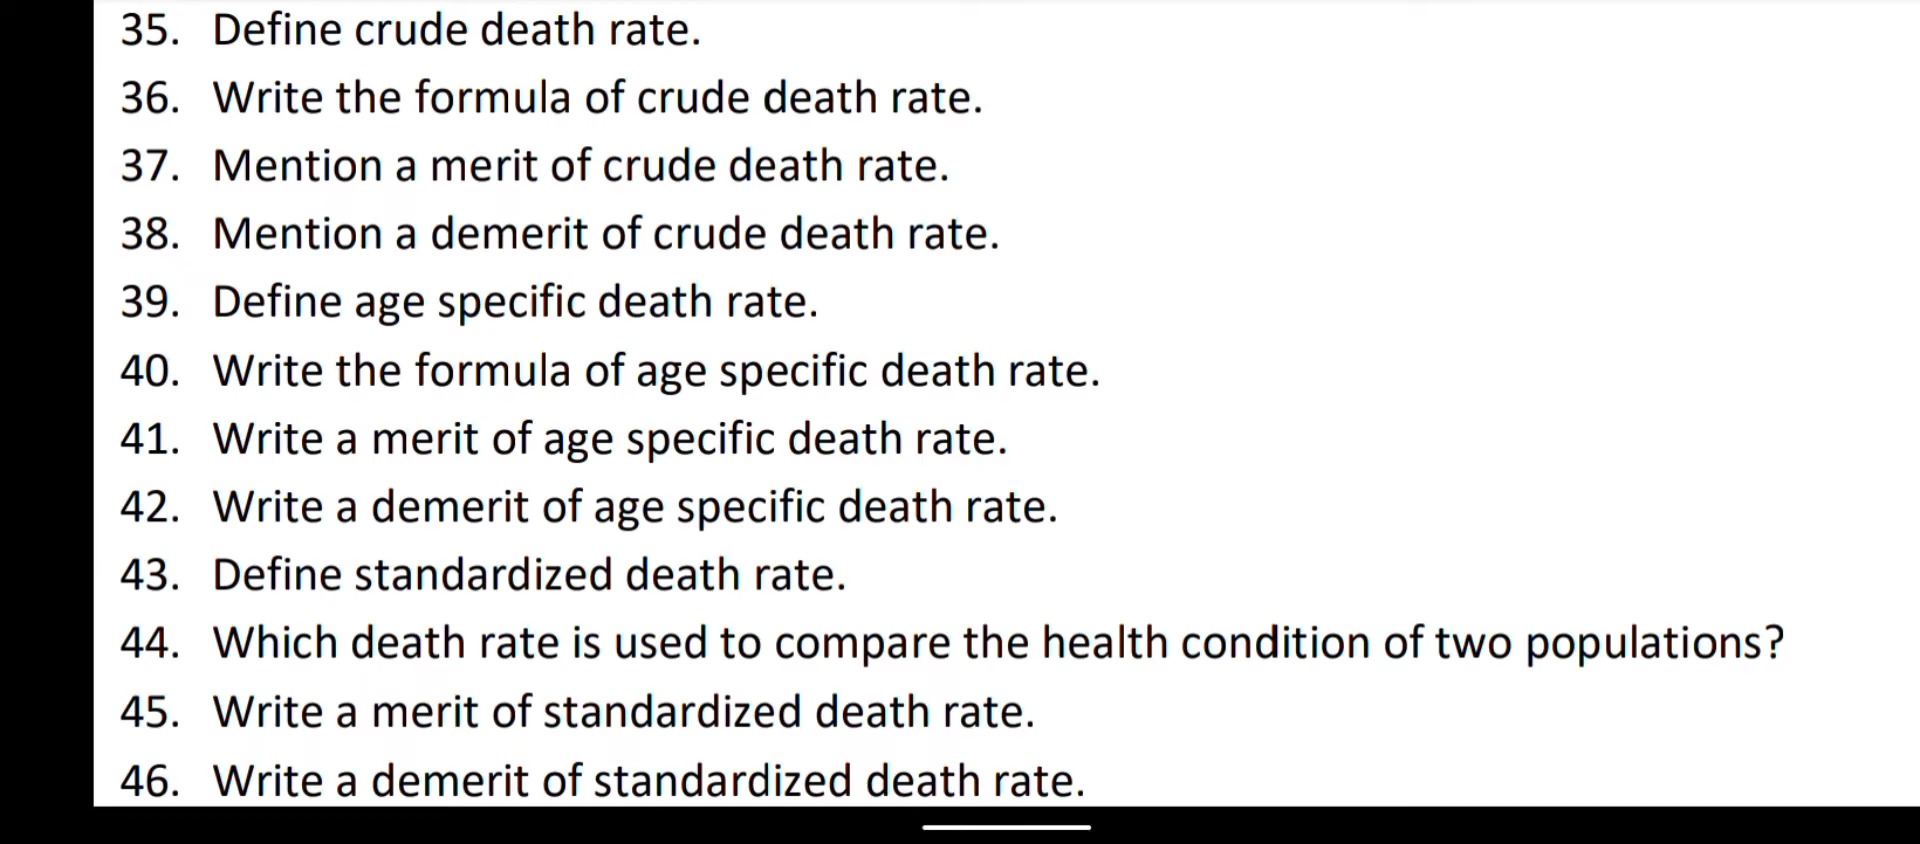 35. Define crude death rate.
36. Write the formula of crude death rate.
37. Mention a merit of crude death rate.
38. Mention a demerit of crude death rate.
39. Define age specific death rate.
40. Write the formula of age specific death rate.
41. Write a merit of age specific death rate.
42. Write a demerit of age specific death rate.
43. Define standardized death rate.
44. Which death rate is used to compare the health condition of two populations?
45. Write a merit of standardized death rate.
46. Write a demerit of standardized death rate.